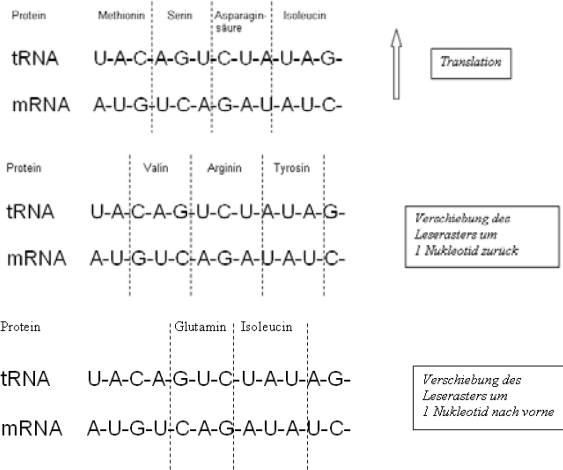 Protein Methionin Serin Asparagin- Isoleucin
säure
tRNA U-A-C-A-G-U-C-U-A-U-A-G-
Translation
mRNA A-U-G-U-C-A-G-A-U-A-U-C-
Protein Valin Arginin Tyrosin
tRNA U-A-C-A-G-U-C-U-A-U-A-G-
Verschiebung des
Leserasters um
1 Nukleotid zurück
mRNA A-U-G-U-C-A-G-A-U-A-U-C-
Protein Glutamin Isoleucin
tRNA U-A-C-A-G-U-C-U-A-U-A-G-
Verschiebung des
Leserasters um
1 Nukleotid nach vorne
mRNA A-U-G-U-C-A-G-A-U-A-U-C-